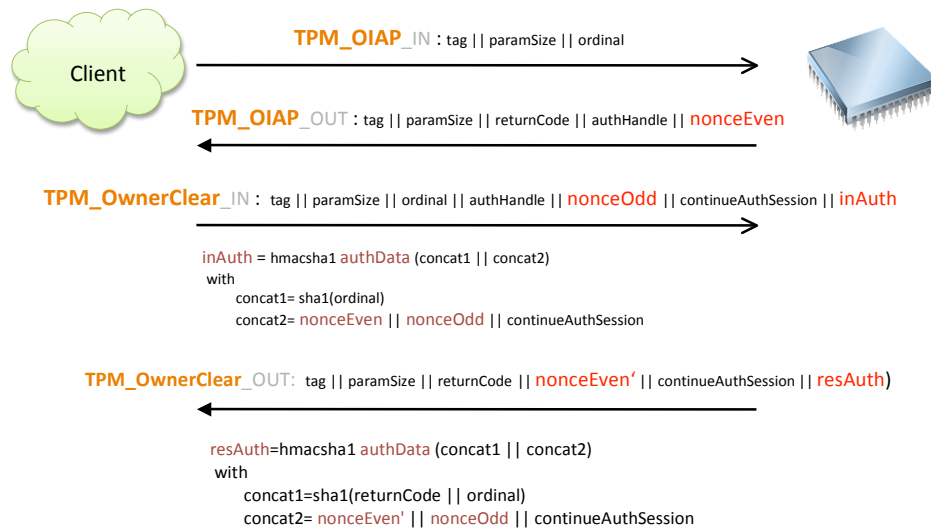 TPM_OIAP_IN : tag || paramSize || ordinal
Client
TPM_OIAP_OUT : tag || paramSize || returnCode || authHandle || nonceEven
TPM_OwnerClear_IN : tag || paramSize || ordinal || authHandle || nonceOdd || continueAuthSession || inAuth
inAuth = hmacsha1 authData (concat1 || concat2)
with
concat1= sha1(ordinal)
concat2= nonceEven || nonceOdd || continueAuthSession
TPM_OwnerClear_OUT: tag || paramSize || returnCode || nonceEven‘ || continueAuthSession || resAuth)
resAuth=hmacsha1 authData (concat1 || concat2)
with
concat1=sha1(returnCode || ordinal)
concat2= nonceEven' || nonceOdd || continueAuthSession